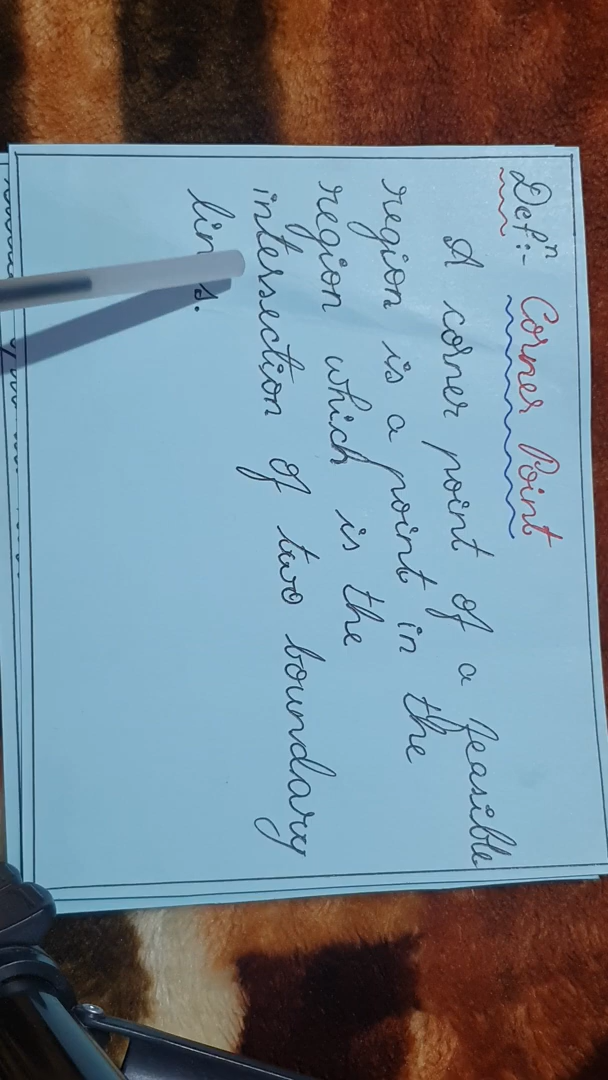 Defⁿ:- Corner Point
A corner point of a feasible
region is a point in the
region which is the
intersection of two boundary